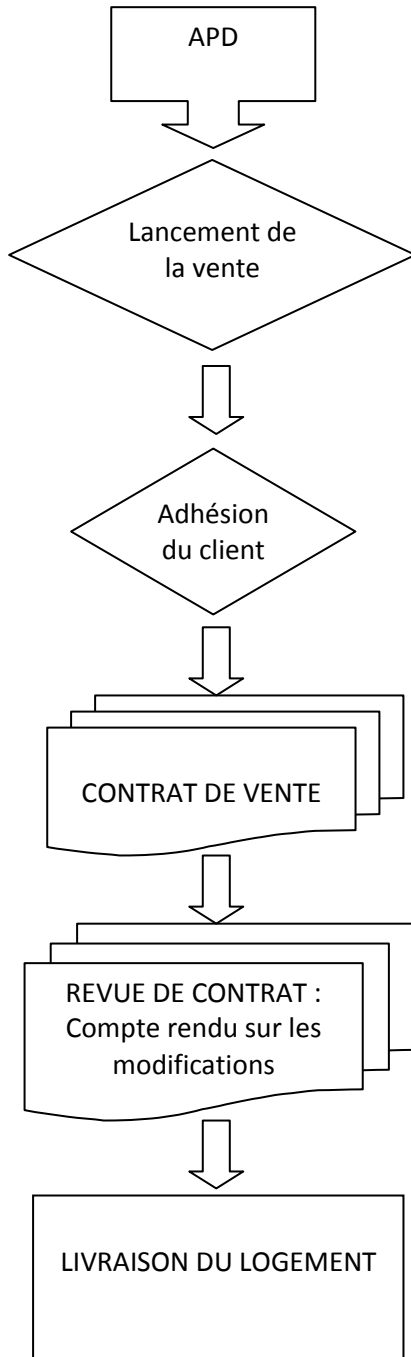 APD
Lancement de
la vente
Adhésion
du client
CONTRAT DE VENTE
REVUE DE CONTRAT :
Compte rendu sur les
modifications
LIVRAISON DU LOGEMENT